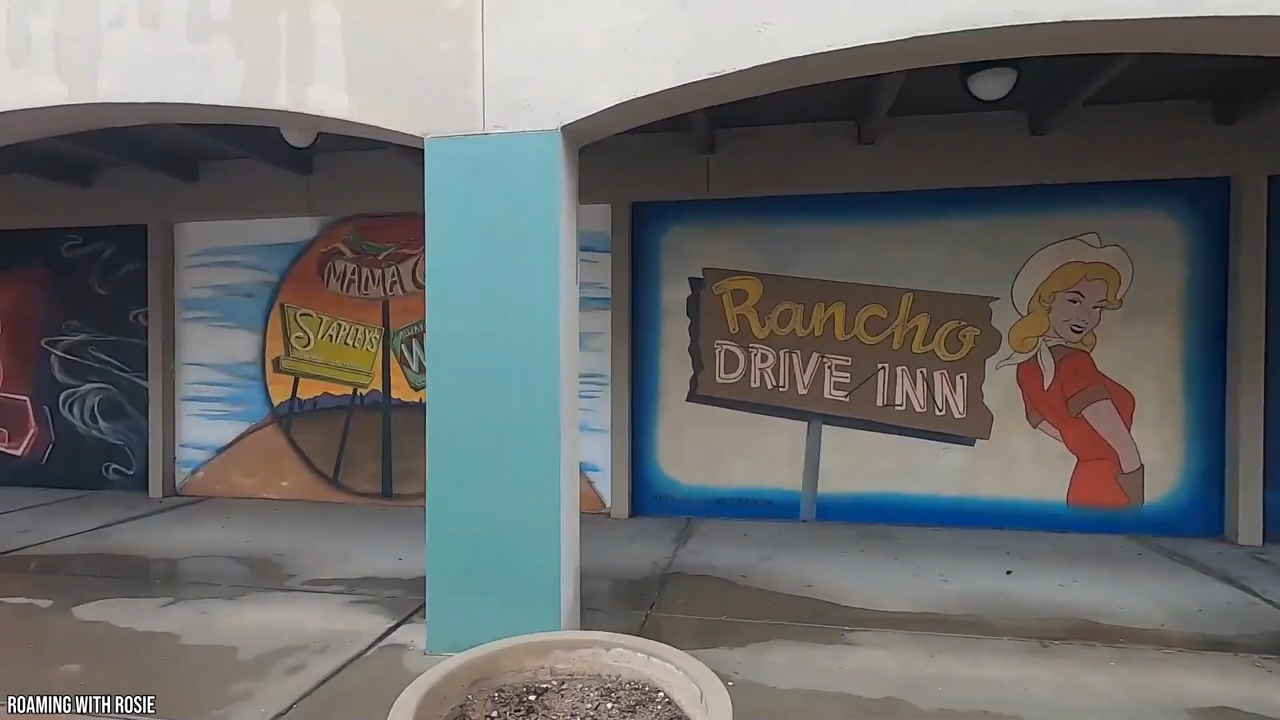 MAMA
STAPLEY'S
Rancho
DRIVE INN
ROAMING WITH ROSIE